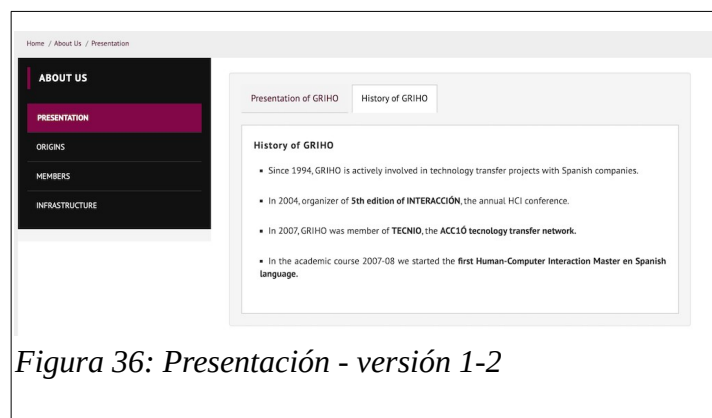 Home / About Us / Presentation
ABOUT US
PRESENTATION
ORIGINS
MEMBERS
INFRASTRUCTURE
Presentation of GRIHO
History of GRIHO
History of GRIHO
▪ Since 1994, GRIHO is actively involved in technology transfer projects with Spanish companies.
▪ In 2004, organizer of 5th edition of INTERACCIÓN, the annual HCI conference.
▪ In 2007, GRIHO was member of TECNIO, the ACC1Ó tecnology transfer network.
▪ In the academic course 2007-08 we started the first Human-Computer Interaction Master en Spanish
language.
Figura 36: Presentación - versión 1-2